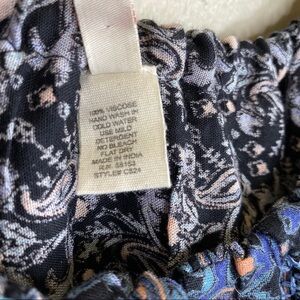 100% VISCOSE
HAND WASH IN
COLD WATER
USE MILD
DETERGENT
NO BLEACH
FLAT DRY
MADE IN INDIA
R.N. 58153
STYLE# CS24